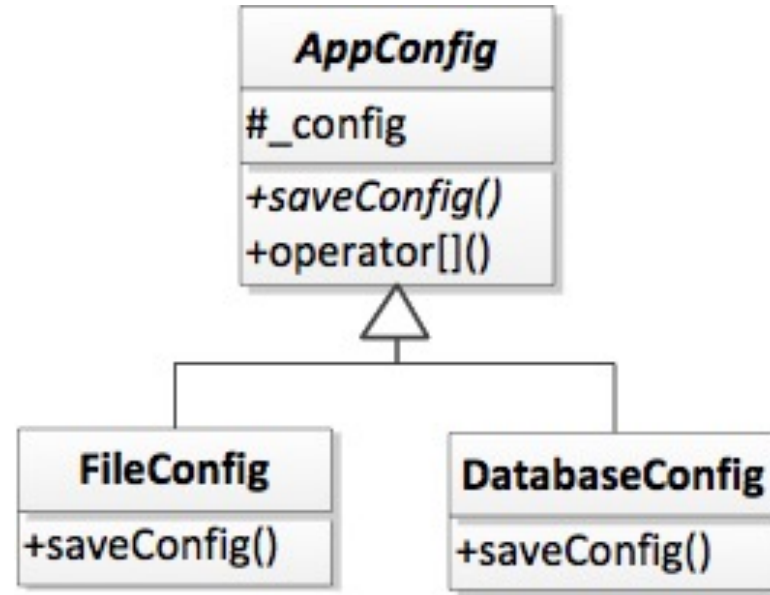 AppConfig
#_config
+saveConfig()
+operator[]()
FileConfig
+saveConfig()
DatabaseConfig
+saveConfig()